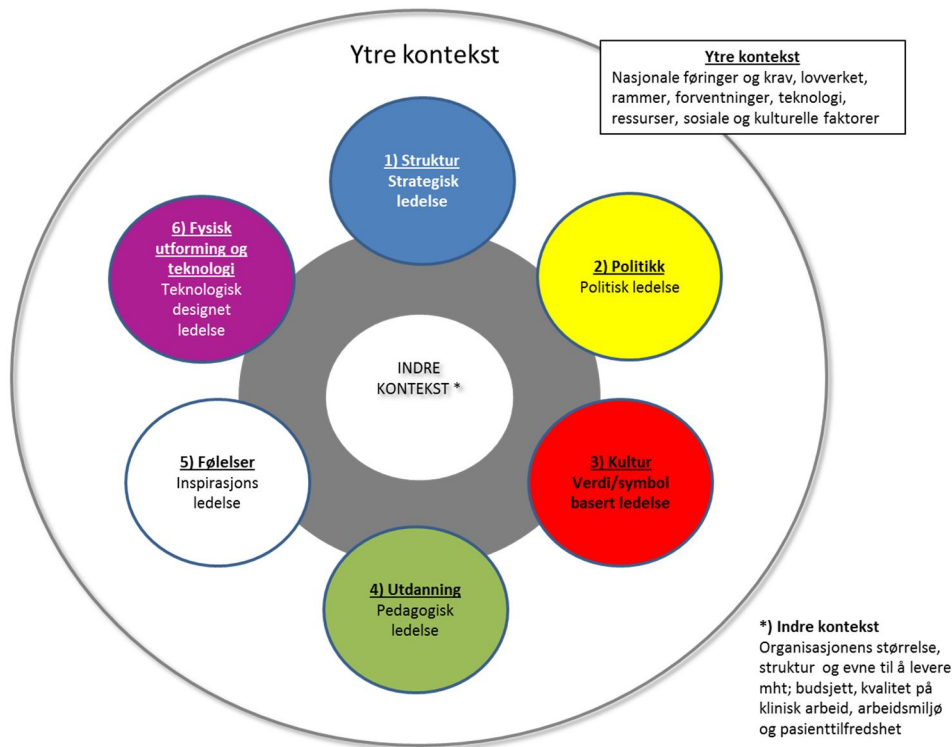 Ytre kontekst
Ytre kontekst
Nasjonale føringer og krav, lovverket,
rammer, forventninger, teknologi,
ressurser, sosiale og kulturelle faktorer
1) Struktur
Strategisk
ledelse
2) Politikk
Politisk ledelse
3) Kultur
Verdi/symbol
basert ledelse
4) Utdanning
Pedagogisk
ledelse
5) Følelser
Inspirasjons
ledelse
6) Fysisk
utforming og
teknologi
Teknologisk
designet
ledelse
INDRE
KONTEKST *
*) Indre kontekst
Organisasjonens størrelse,
struktur og evne til å levere
mht; budsjett, kvalitet på
klinisk arbeid, arbeidsmiljø
og pasienttilfredshet